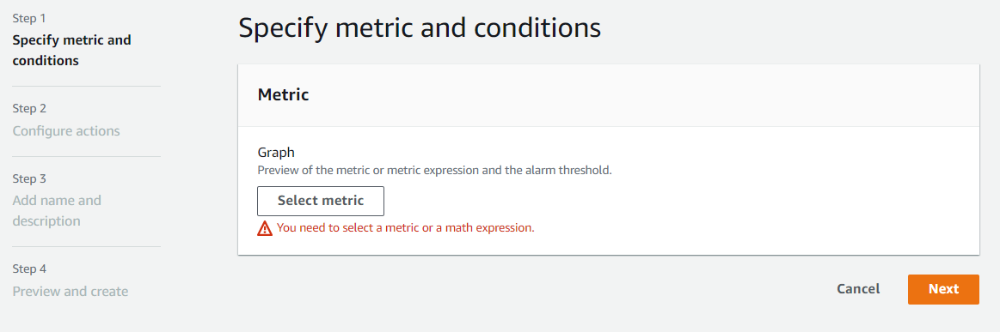 Step 1
Specify metric and
conditions
Step 2
Configure actions
Step 3
Add name and
description
Step 4
Preview and create
Specify metric and conditions
Metric
Graph
Preview of the metric or metric expression and the alarm threshold.
Select metric
You need to select a metric or a math expression.
Cancel
Next